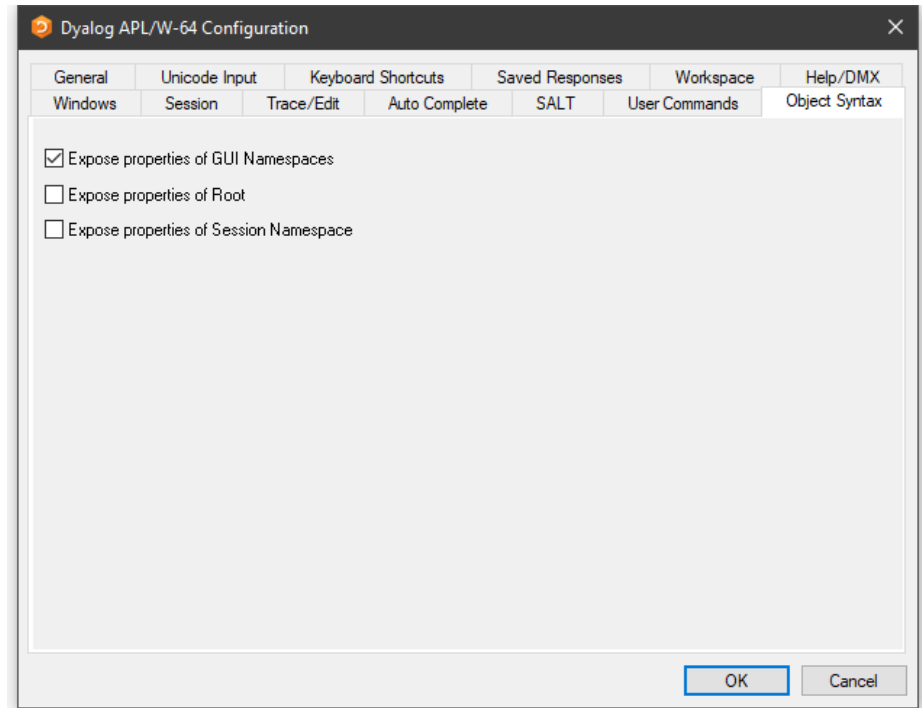 Dyalog APL/W-64 Configuration
General Unicode Input Keyboard Shortcuts Saved Responses Workspace Help/DMX
Windows Session Trace/Edit Auto Complete SALT User Commands Object Syntax
Expose properties of GUI Namespaces
Expose properties of Root
Expose properties of Session Namespace
OK Cancel